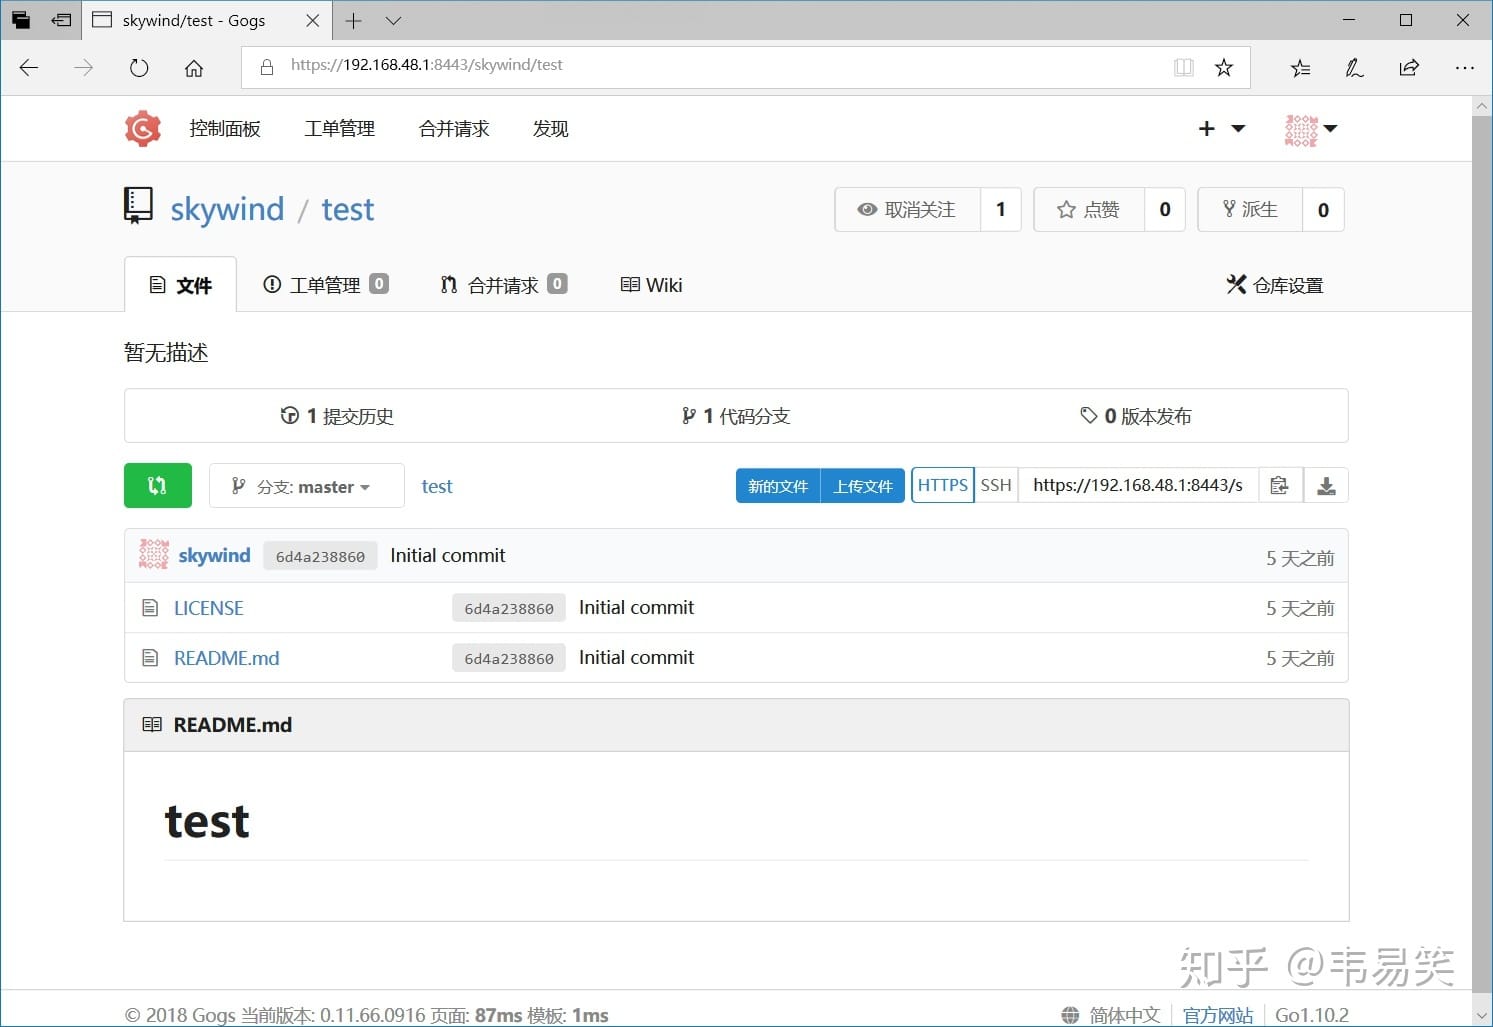 skywind/test - Gogs
https://192.168.48.1:8443/skywind/test
控制面板 工单管理 合并请求 发现
skywind / test 取消关注 1 点赞 0 派生 0
文件 工单管理 0 合并请求 0 Wiki 仓库设置
暂无描述
1 提交历史 1 代码分支 0 版本发布
分支: master test 新的文件 上传文件 HTTPS SSH https://192.168.48.1:8443/s
skywind 6d4a238860 Initial commit 5 天之前
LICENSE 6d4a238860 Initial commit 5 天之前
README.md 6d4a238860 Initial commit 5 天之前
README.md
test
知乎 @韦易笑
© 2018 Gogs 当前版本: 0.11.66.0916 页面: 87ms 模板: 1ms 简体中文 官方网站 Go1.10.2